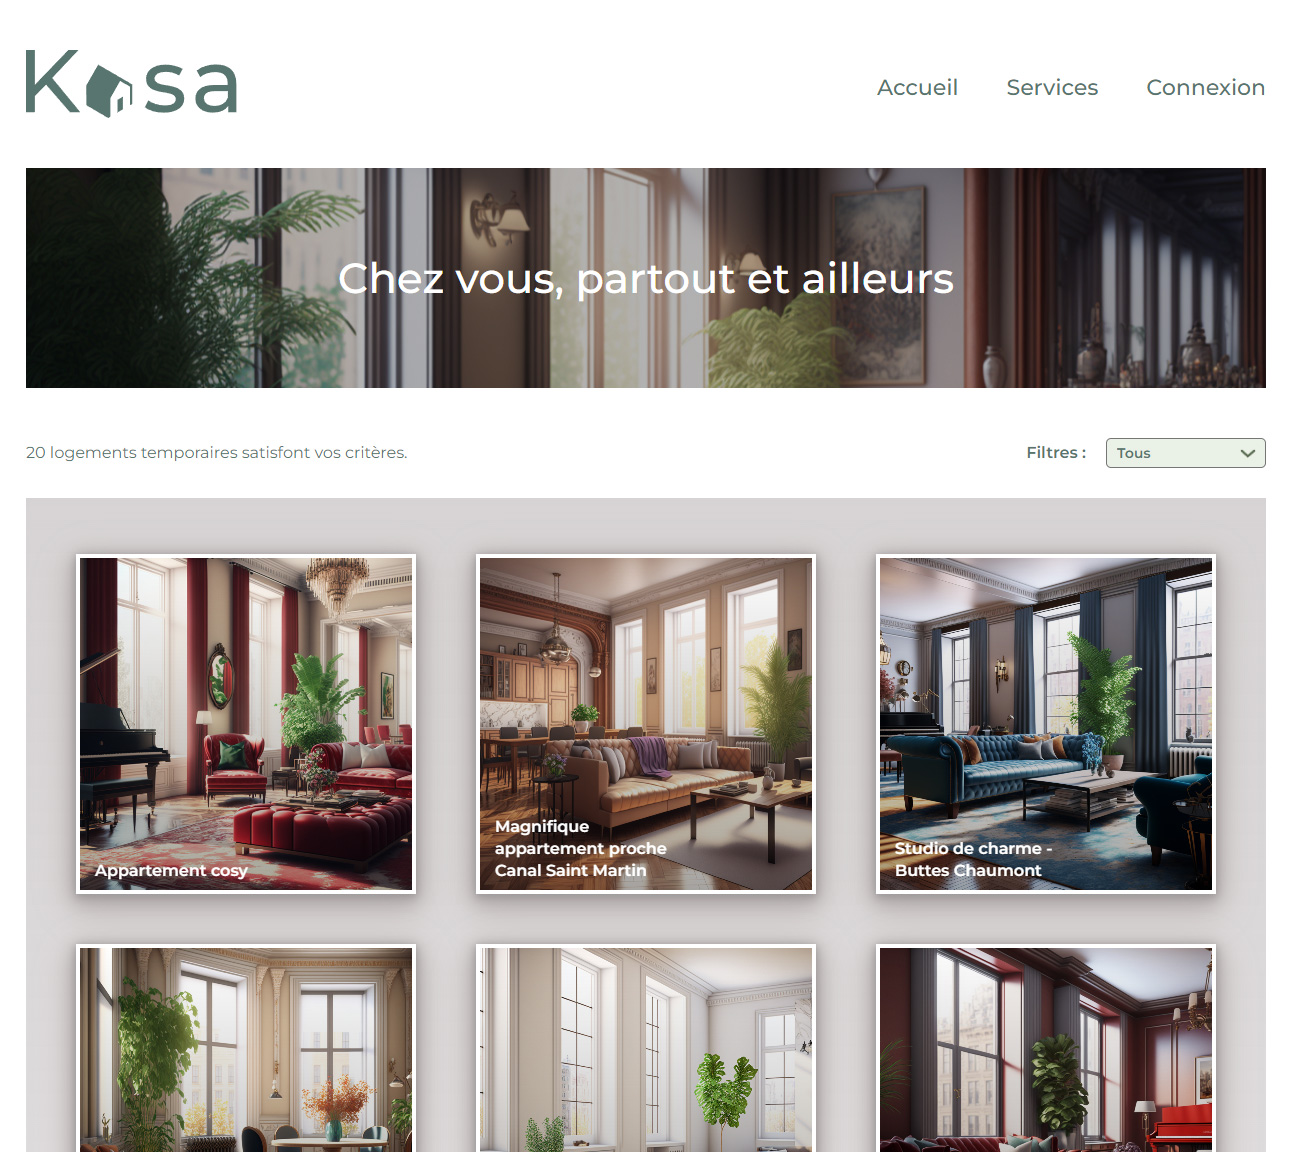 Kasa
Accueil
Services
Connexion
Chez vous, partout et ailleurs
20 logements temporaires satisfont vos critères.
Filtres :
Tous
Appartement cosy
Magnifique
appartement proche
Canal Saint Martin
Studio de charme -
Buttes Chaumont